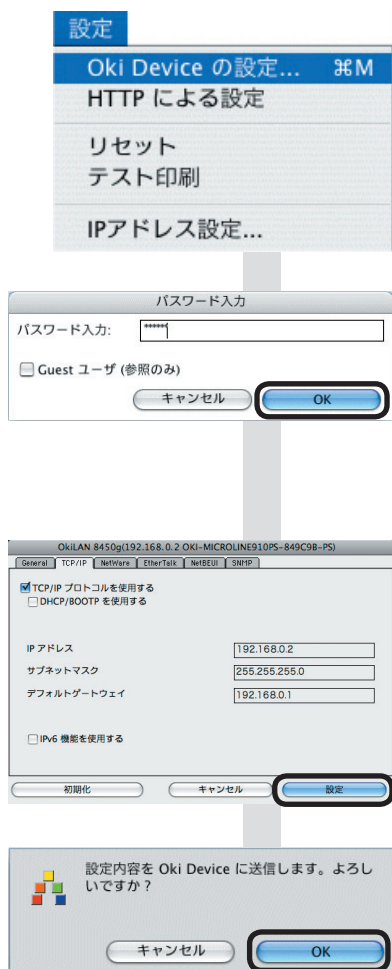 設定
Oki Device の設定... ⌘M
HTTP による設定
リセット
テスト印刷
IPアドレス設定...
パスワード入力
パスワード入力: *****
Guest ユーザ (参照のみ)
キャンセル OK
OkiLAN 8450g(192.168.0.2 OKI-MICROLINE910PS-849C9B-PS)
General TCP/IP NetWare EtherTalk NetBEUI SNMP
TCP/IP プロトコルを使用する
DHCP/BOOTP を使用する
IP アドレス 192.168.0.2
サブネットマスク 255.255.255.0
デフォルトゲートウェイ 192.168.0.1
IPv6 機能を使用する
初期化 キャンセル 設定
設定内容を Oki Device に送信します。よろし
いですか？
キャンセル OK